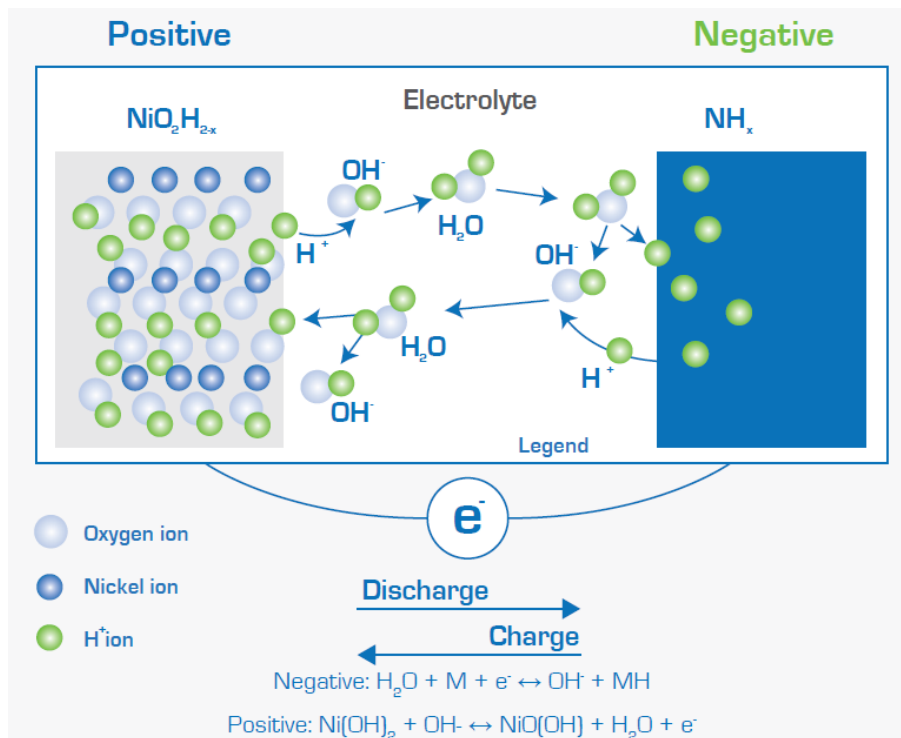 Positive Negative
Electrolyte
NiO₂H₂₋ₓ NHₓ
OH⁻
H₂O
H⁺
OH⁻
H₂O
H⁺
OH⁻
Legend
e⁻
Oxygen ion
Nickel ion
H⁺ion
Discharge
Charge
Negative: H₂O + M + e⁻ ↔ OH⁻ + MH
Positive: Ni(OH)₂ + OH- ↔ NiO(OH) + H₂O + e⁻